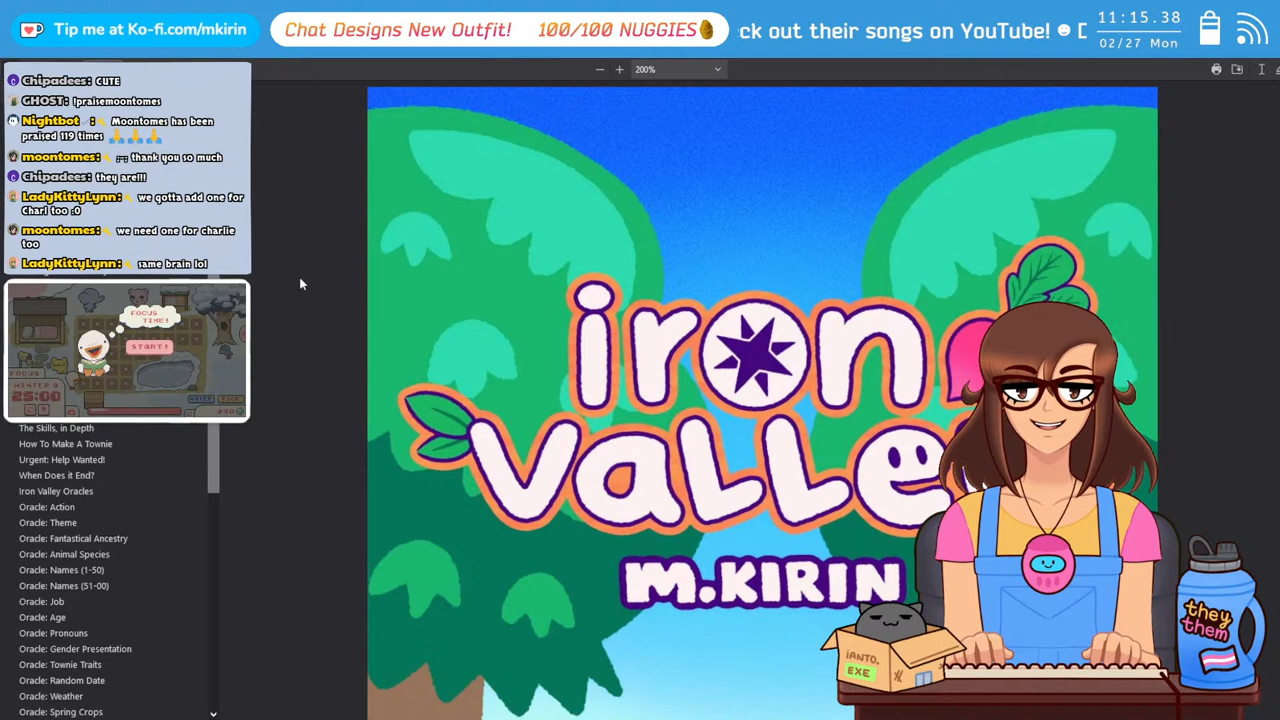 Tip me at Ko-fi.com/mkirin
Chat Designs New Outfit! 100/100 NUGGIES
ck out their songs on YouTube! D
11:15.38
02/27 Mon
200%
Chipadees: CUTE
GHOST: !praisemoontomes
Nightbot: Moontomes has been
praised 119 times
moontomes: ;-; thank you so much
Chipadees: they are!!!
LadyKittyLynn: we gotta add one for
Charl too :0
moontomes: we need one for charlie
too
LadyKittyLynn: same brain lol
FOCUS
TIME!
START!
FOCUS
WINTER
25:00
The Skills, in Depth
How To Make A Townie
Urgent: Help Wanted!
When Does it End?
Iron Valley Oracles
Oracle: Action
Oracle: Theme
Oracle: Fantastical Ancestry
Oracle: Animal Species
Oracle: Names (1-50)
Oracle: Names (51-00)
Oracle: Job
Oracle: Age
Oracle: Pronouns
Oracle: Gender Presentation
Oracle: Townie Traits
Oracle: Random Date
Oracle: Weather
Oracle: Spring Crops
iron
valle
m.KIRIN
iANTO.
EXE
they
them